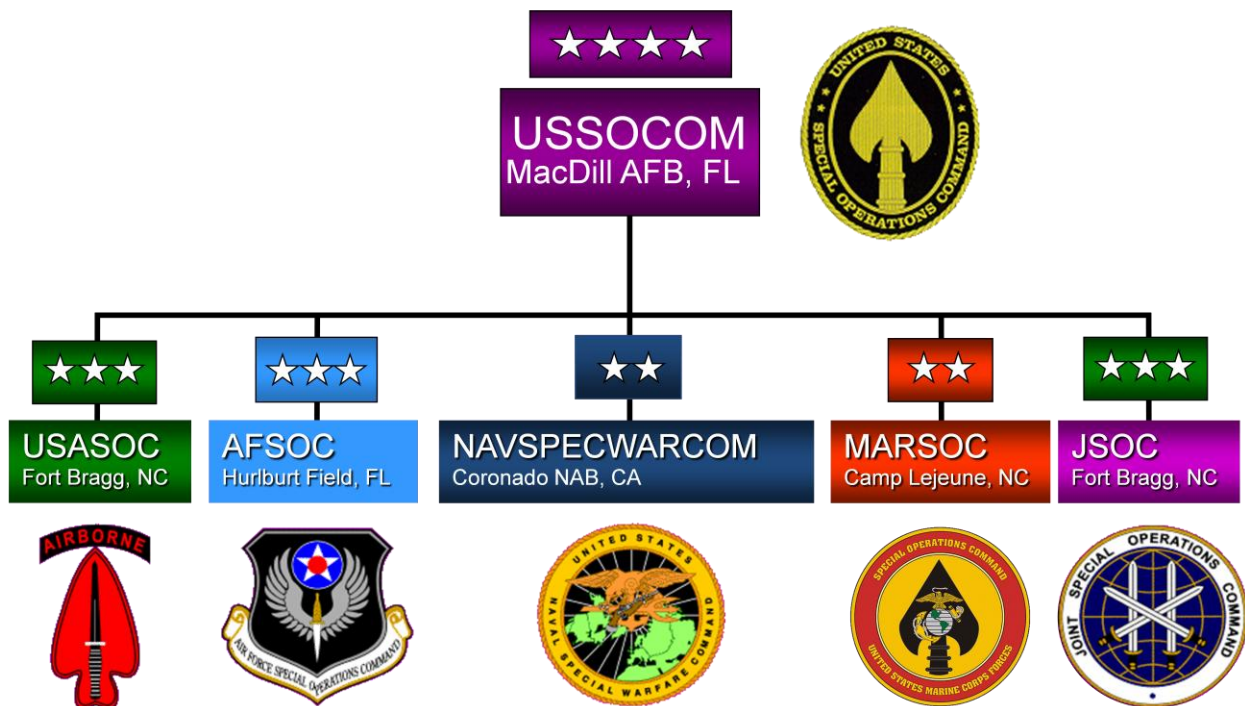 USSOCOM
MacDill AFB, FL
UNITED STATES
SPECIAL OPERATIONS COMMAND
USASOC
Fort Bragg, NC
AFSOC
Hurlburt Field, FL
NAVSPECWARCOM
Coronado NAB, CA
MARSOC
Camp Lejeune, NC
JSOC
Fort Bragg, NC
AIRBORNE
AIR FORCE SPECIAL OPERATIONS COMMAND
UNITED STATES
NAVAL SPECIAL WARFARE COMMAND
SPECIAL OPERATIONS COMMAND
UNITED STATES MARINE CORPS FORCES
JOINT SPECIAL OPERATIONS COMMAND